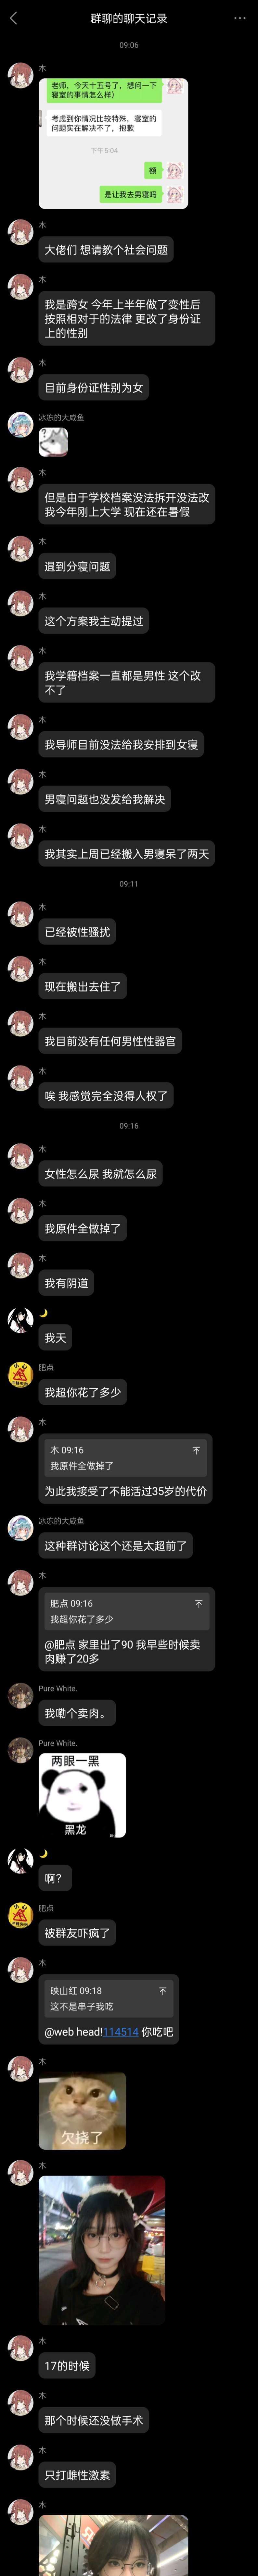 群聊的聊天记录
09:06
木
老师，今天十五号了，想问一下
寝室的事情怎么样)
考虑到你情况比较特殊，寝室的
问题实在解决不了，抱歉
下午 5:04
额
是让我去男寝吗
木
大佬们 想请教个社会问题
木
我是跨女 今年上半年做了变性后
按照相对于的法律 更改了身份证
上的性别
木
目前身份证性别为女
冰冻的大咸鱼
?
木
但是由于学校档案没法拆开没法改
我今年刚上大学 现在还在暑假
木
遇到分寝问题
木
这个方案我主动提过
木
我学籍档案一直都是男性 这个改
不了
木
我导师目前没法给我安排到女寝
木
男寝问题也没发给我解决
木
我其实上周已经搬入男寝呆了两天
09:11
木
已经被性骚扰
木
现在搬出去住了
木
我目前没有任何男性性器官
木
唉 我感觉完全没得人权了
09:16
木
女性怎么尿 我就怎么尿
木
我原件全做掉了
木
我有阴道
🌙
我天
肥点
我超你花了多少
木
木 09:16
我原件全做掉了
为此我接受了不能活过35岁的代价
冰冻的大咸鱼
这种群讨论这个还是太超前了
木
肥点 09:16
我超你花了多少
@肥点 家里出了90 我早些时候卖
肉赚了20多
Pure White.
我嘞个卖肉。
Pure White.
两眼一黑
黑龙
🌙
啊？
肥点
被群友吓疯了
木
映山红 09:18
这不是串子我吃
@web head!114514 你吃吧
木
欠挠了
木
木
17的时候
木
那个时候还没做手术
木
只打雌性激素
木